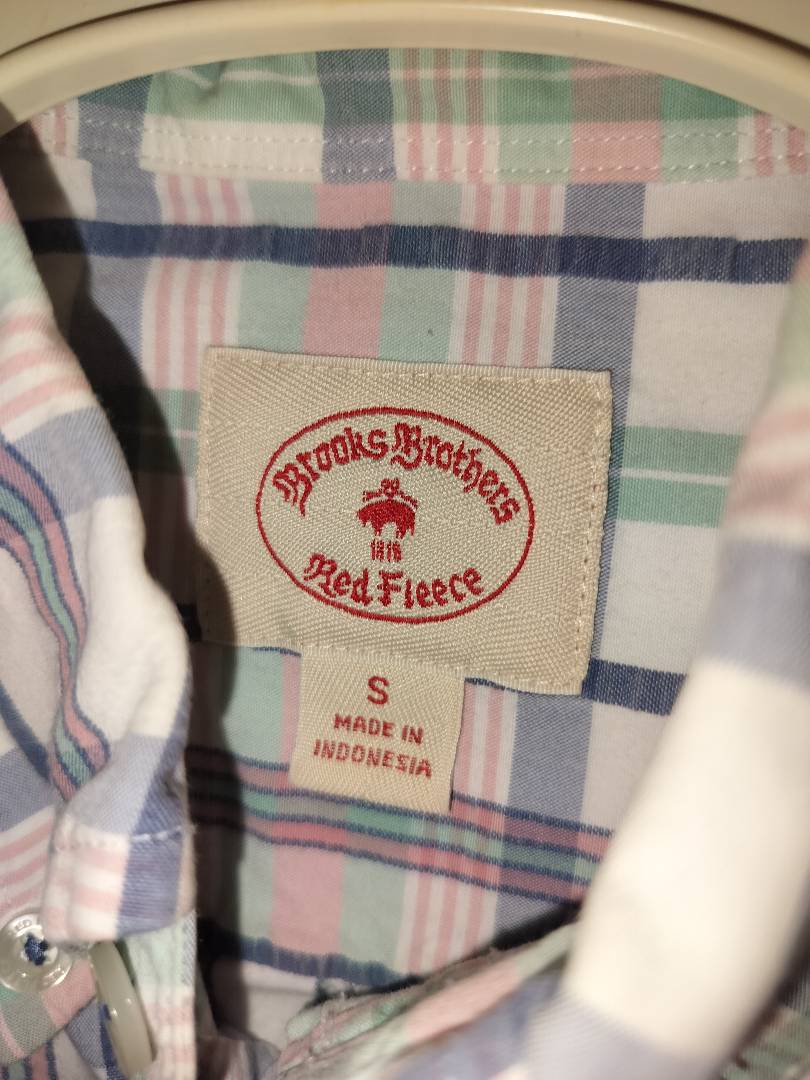 Brooks Brothers
1818
Red Fleece
S
MADE IN
INDONESIA